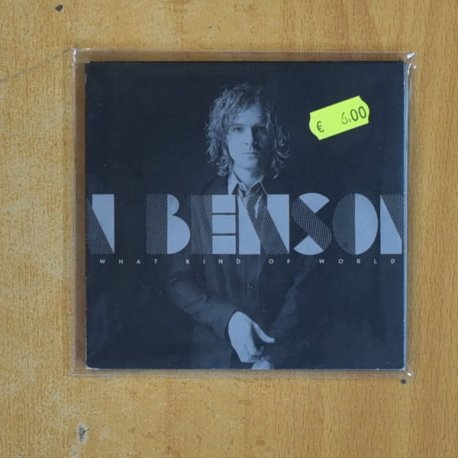 € 6,00
N BENSON
WHAT KIND OF WORLD